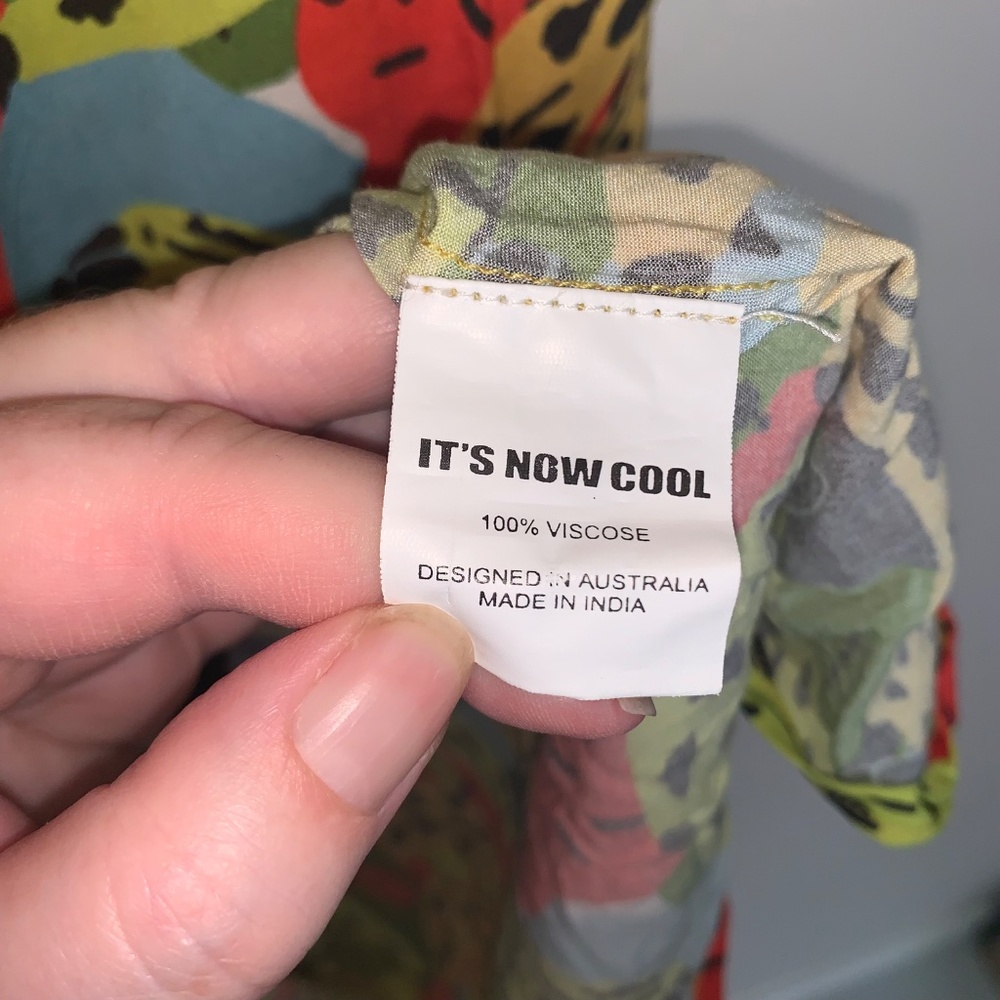 IT'S NOW COOL
100% VISCOSE
DESIGNED IN AUSTRALIA
MADE IN INDIA